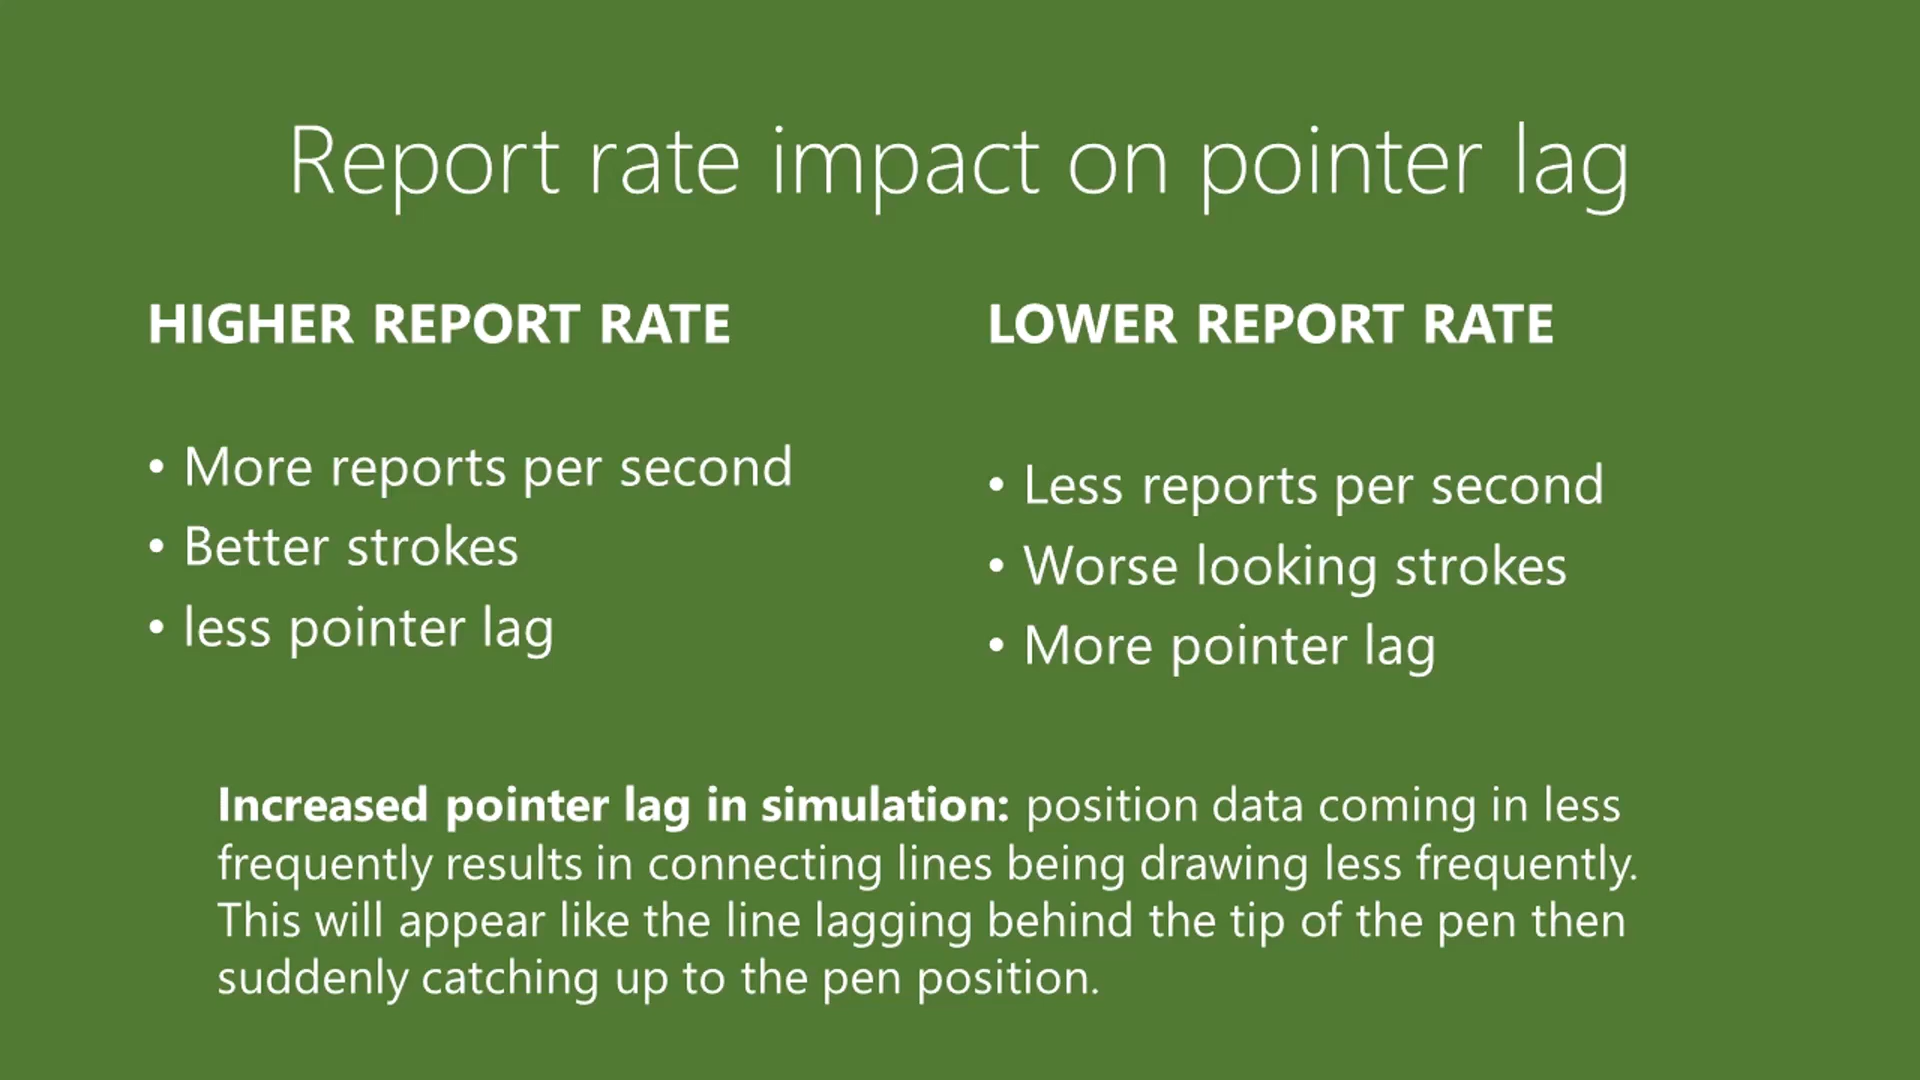 Report rate impact on pointer lag
HIGHER REPORT RATE
• More reports per second
• Better strokes
• less pointer lag
LOWER REPORT RATE
• Less reports per second
• Worse looking strokes
• More pointer lag
Increased pointer lag in simulation: position data coming in less
frequently results in connecting lines being drawing less frequently.
This will appear like the line lagging behind the tip of the pen then
suddenly catching up to the pen position.